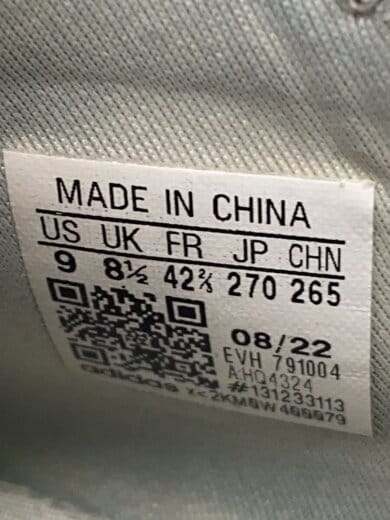 MADE IN CHINA
US UK FR JP CHN
9 8½ 42⅔ 270 265
08/22
EVH 791004
AHQ4324
#131233113
adidas